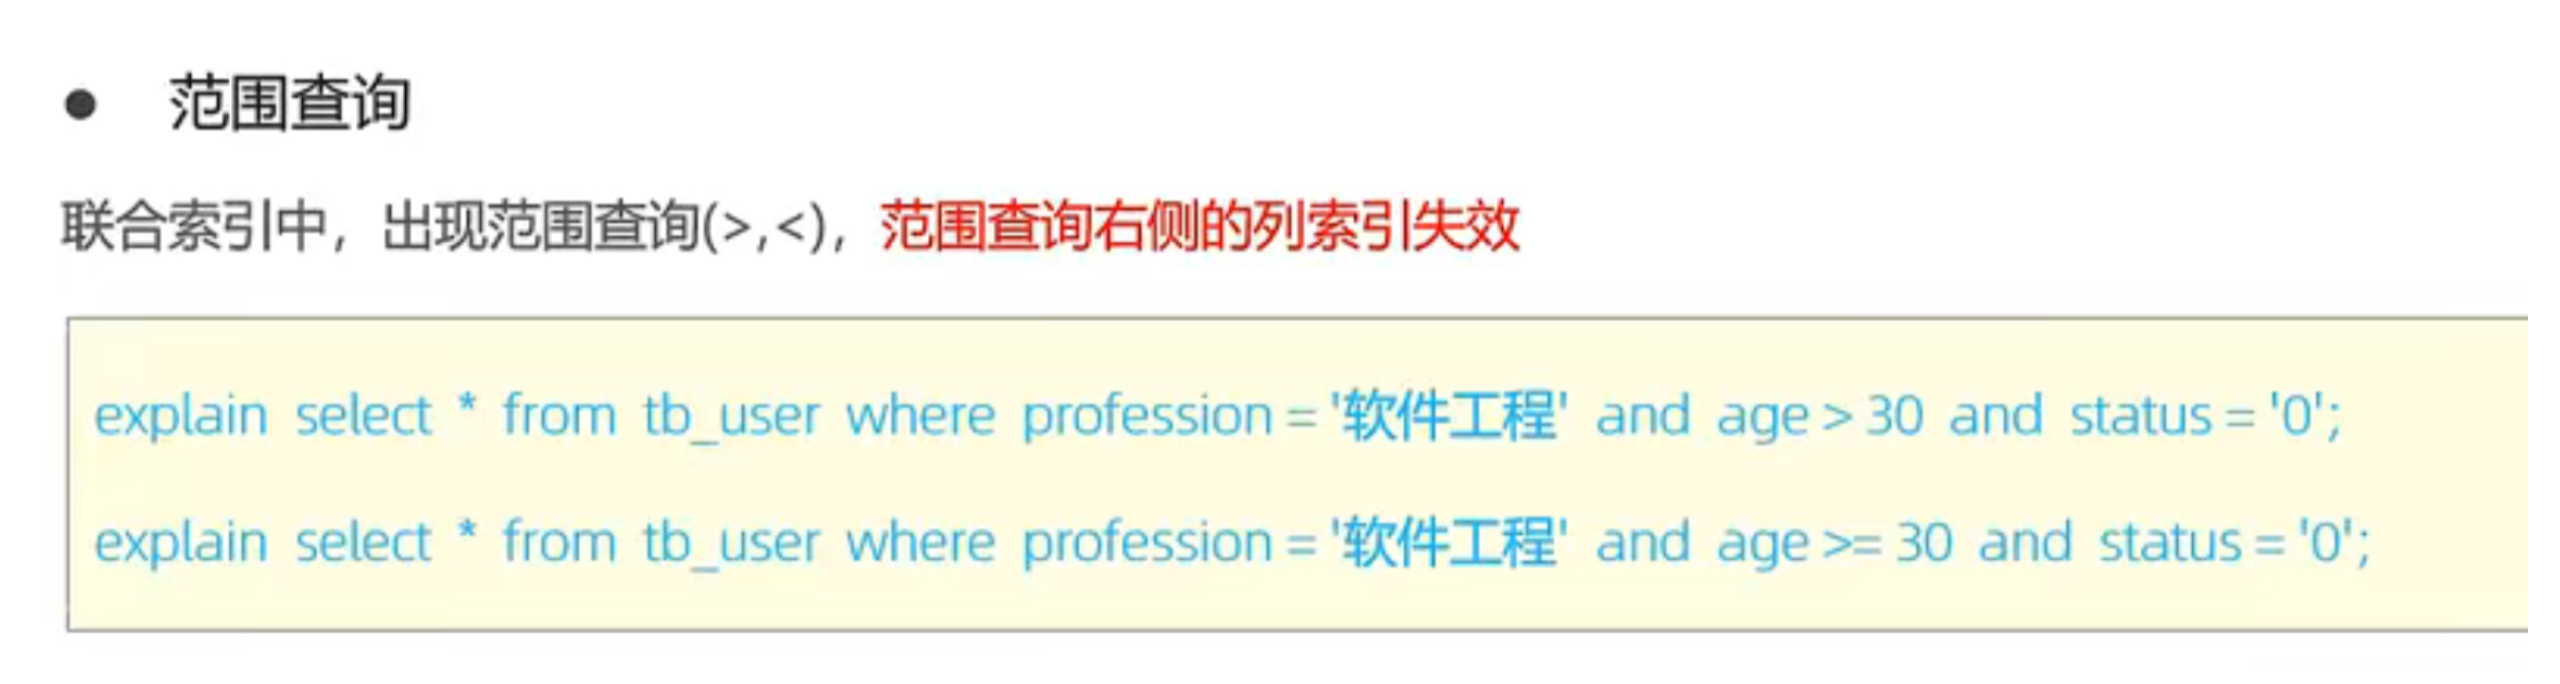 ● 范围查询
联合索引中，出现范围查询(>,<)，范围查询右侧的列索引失效
explain select * from tb_user where profession = '软件工程' and age > 30 and status = '0';
explain select * from tb_user where profession = '软件工程' and age >= 30 and status = '0';